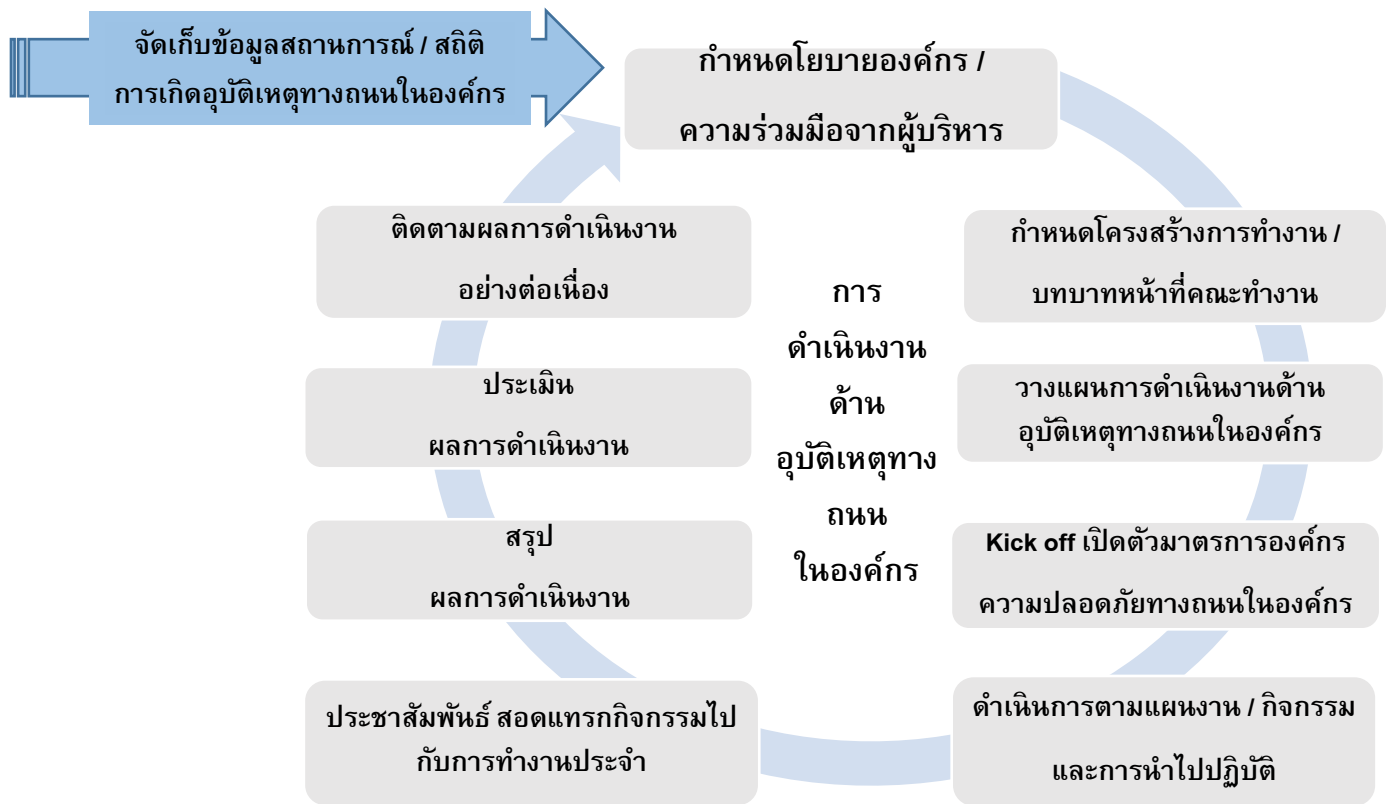 จัดเก็บข้อมูลสถานการณ์ / สถิติ
การเกิดอุบัติเหตุทางถนนในองค์กร
กำหนดโยบายองค์กร /
ความร่วมมือจากผู้บริหาร
กำหนดโครงสร้างการทำงาน /
บทบาทหน้าที่คณะทำงาน
วางแผนการดำเนินงานด้าน
อุบัติเหตุทางถนนในองค์กร
Kick off เปิดตัวมาตรการองค์กร
ความปลอดภัยทางถนนในองค์กร
ดำเนินการตามแผนงาน / กิจกรรม
และการนำไปปฏิบัติ
ประชาสัมพันธ์ สอดแทรกกิจกรรมไป
กับการทำงานประจำ
สรุป
ผลการดำเนินงาน
ประเมิน
ผลการดำเนินงาน
ติดตามผลการดำเนินงาน
อย่างต่อเนื่อง
การ
ดำเนินงาน
ด้าน
อุบัติเหตุทาง
ถนน
ในองค์กร